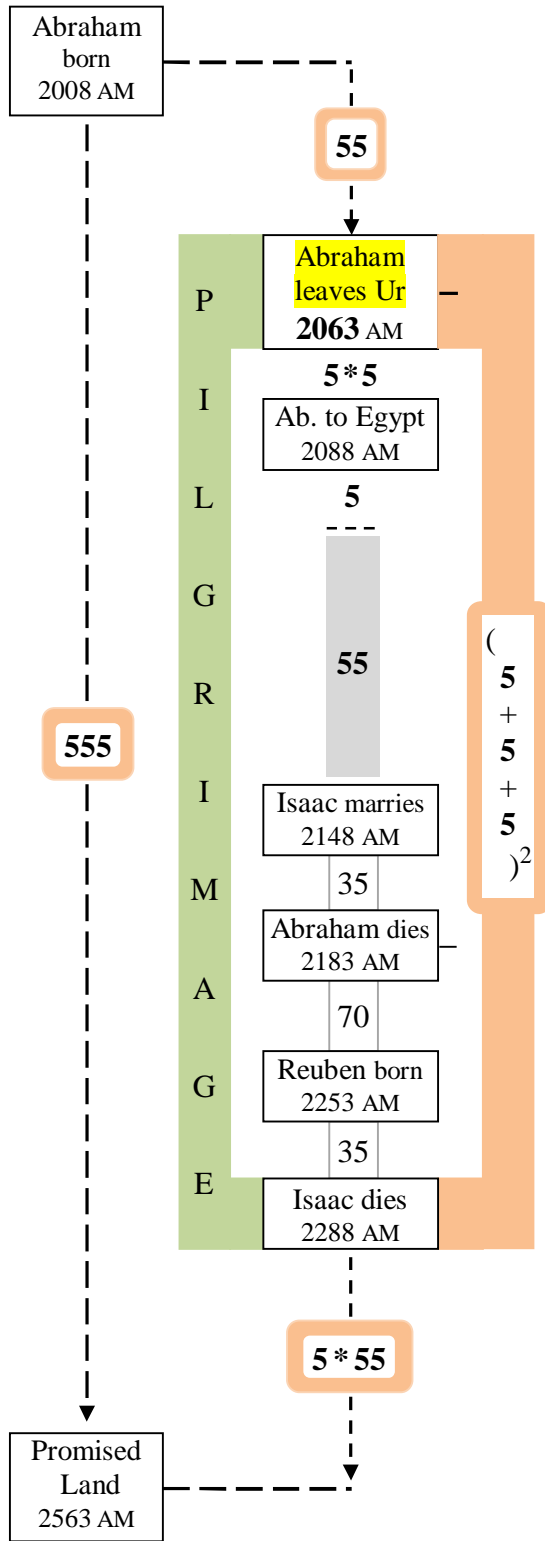 Abraham
born
2008 AM
55
Abraham
leaves Ur
2063 AM
5*5
Ab. to Egypt
2088 AM
5
55
Isaac marries
2148 AM
35
Abraham dies
2183 AM
70
Reuben born
2253 AM
35
Isaac dies
2288 AM
P
I
L
G
R
I
M
A
G
E
(
5
+
5
+
5
)²
555
5*55
Promised
Land
2563 AM